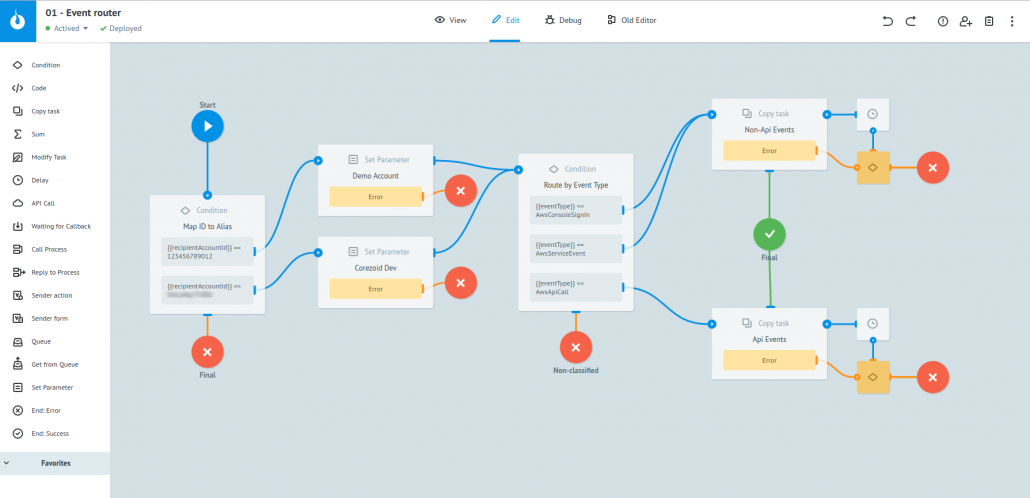 01 - Event router
Actived
Deployed
View
Edit
Debug
Old Editor
Condition
Code
Copy task
Sum
Modify Task
Delay
API Call
Waiting for Callback
Call Process
Reply to Process
Sender action
Sender form
Queue
Get from Queue
Set Parameter
End: Error
End: Success
Favorites
Start
Condition
Map ID to Alias
{{recipientAccountId}} ==
123456789012
{{recipientAccountId}} ==
Final
Set Parameter
Demo Account
Error
Set Parameter
Corezoid Dev
Error
Condition
Route by Event Type
{{eventType}} ==
AwsConsoleSignIn
{{eventType}} ==
AwsServiceEvent
{{eventType}} ==
AwsApiCall
Non-classified
Copy task
Non-Api Events
Error
Final
Copy task
Api Events
Error